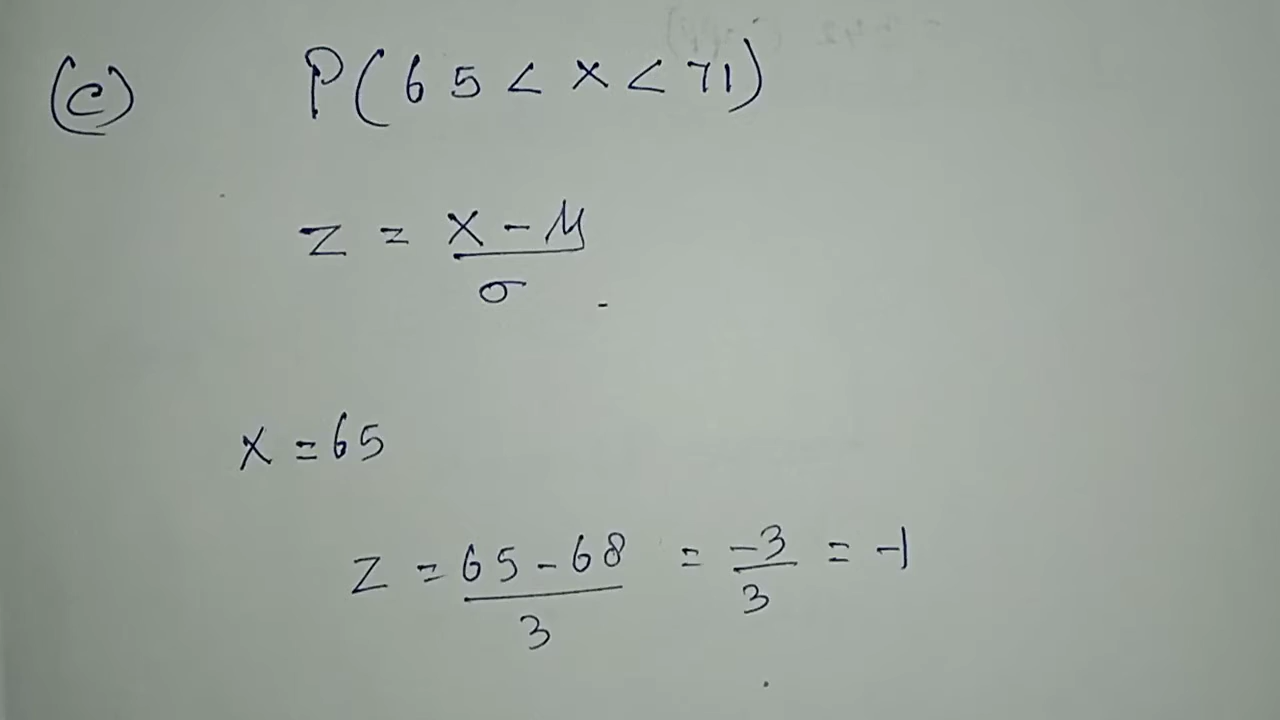 (c) P(65 < x < 71)
z = x - μ / σ
x = 65
z = 65 - 68 / 3 = -3 / 3 = -1